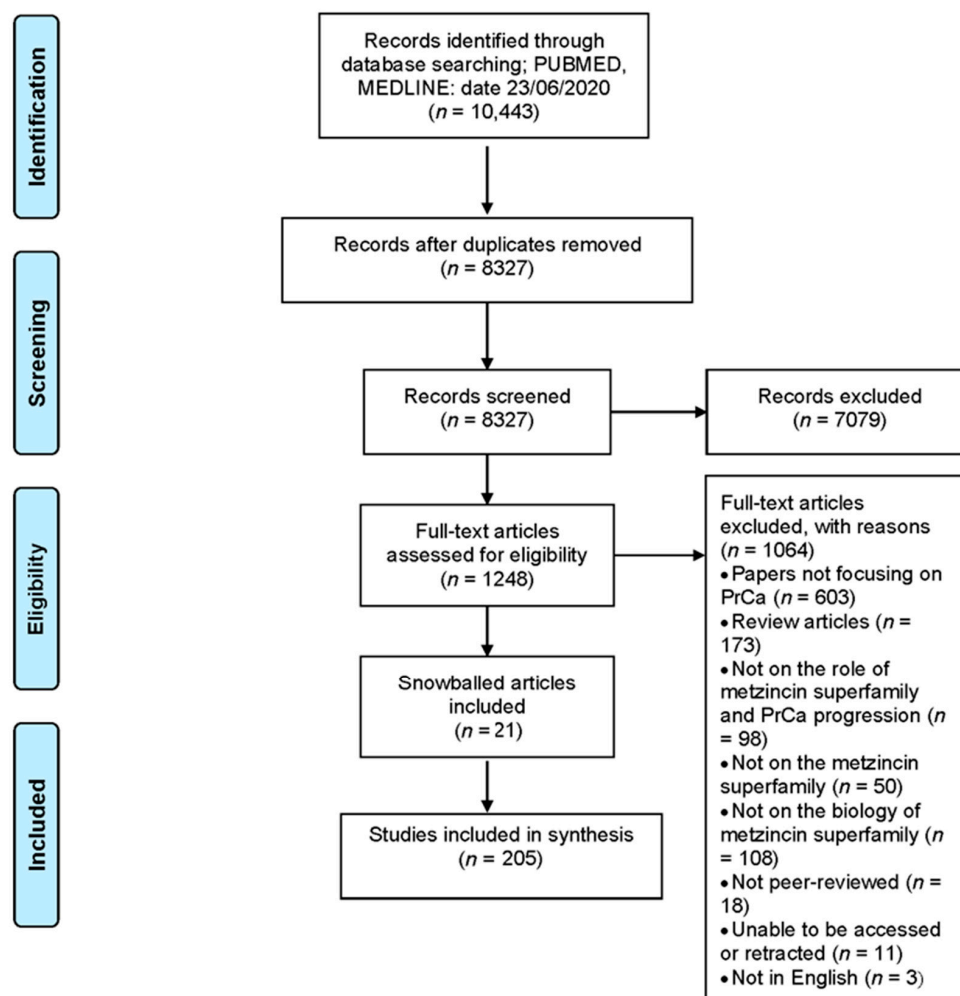 Identification
Records identified through
database searching; PUBMED,
MEDLINE: date 23/06/2020
(n = 10,443)
Records after duplicates removed
(n = 8327)
Screening
Records screened
(n = 8327)
Records excluded
(n = 7079)
Eligibility
Full-text articles
assessed for eligibility
(n = 1248)
Full-text articles
excluded, with reasons
(n = 1064)
•Papers not focusing on
PrCa (n = 603)
•Review articles (n =
173)
•Not on the role of
metzincin superfamily
and PrCa progression (n
= 98)
•Not on the metzincin
superfamily (n = 50)
•Not on the biology of
metzincin superfamily (n
= 108)
•Not peer-reviewed (n =
18)
•Unable to be accessed
or retracted (n = 11)
•Not in English (n = 3)
Snowballed articles
included
(n = 21)
Included
Studies included in synthesis
(n = 205)